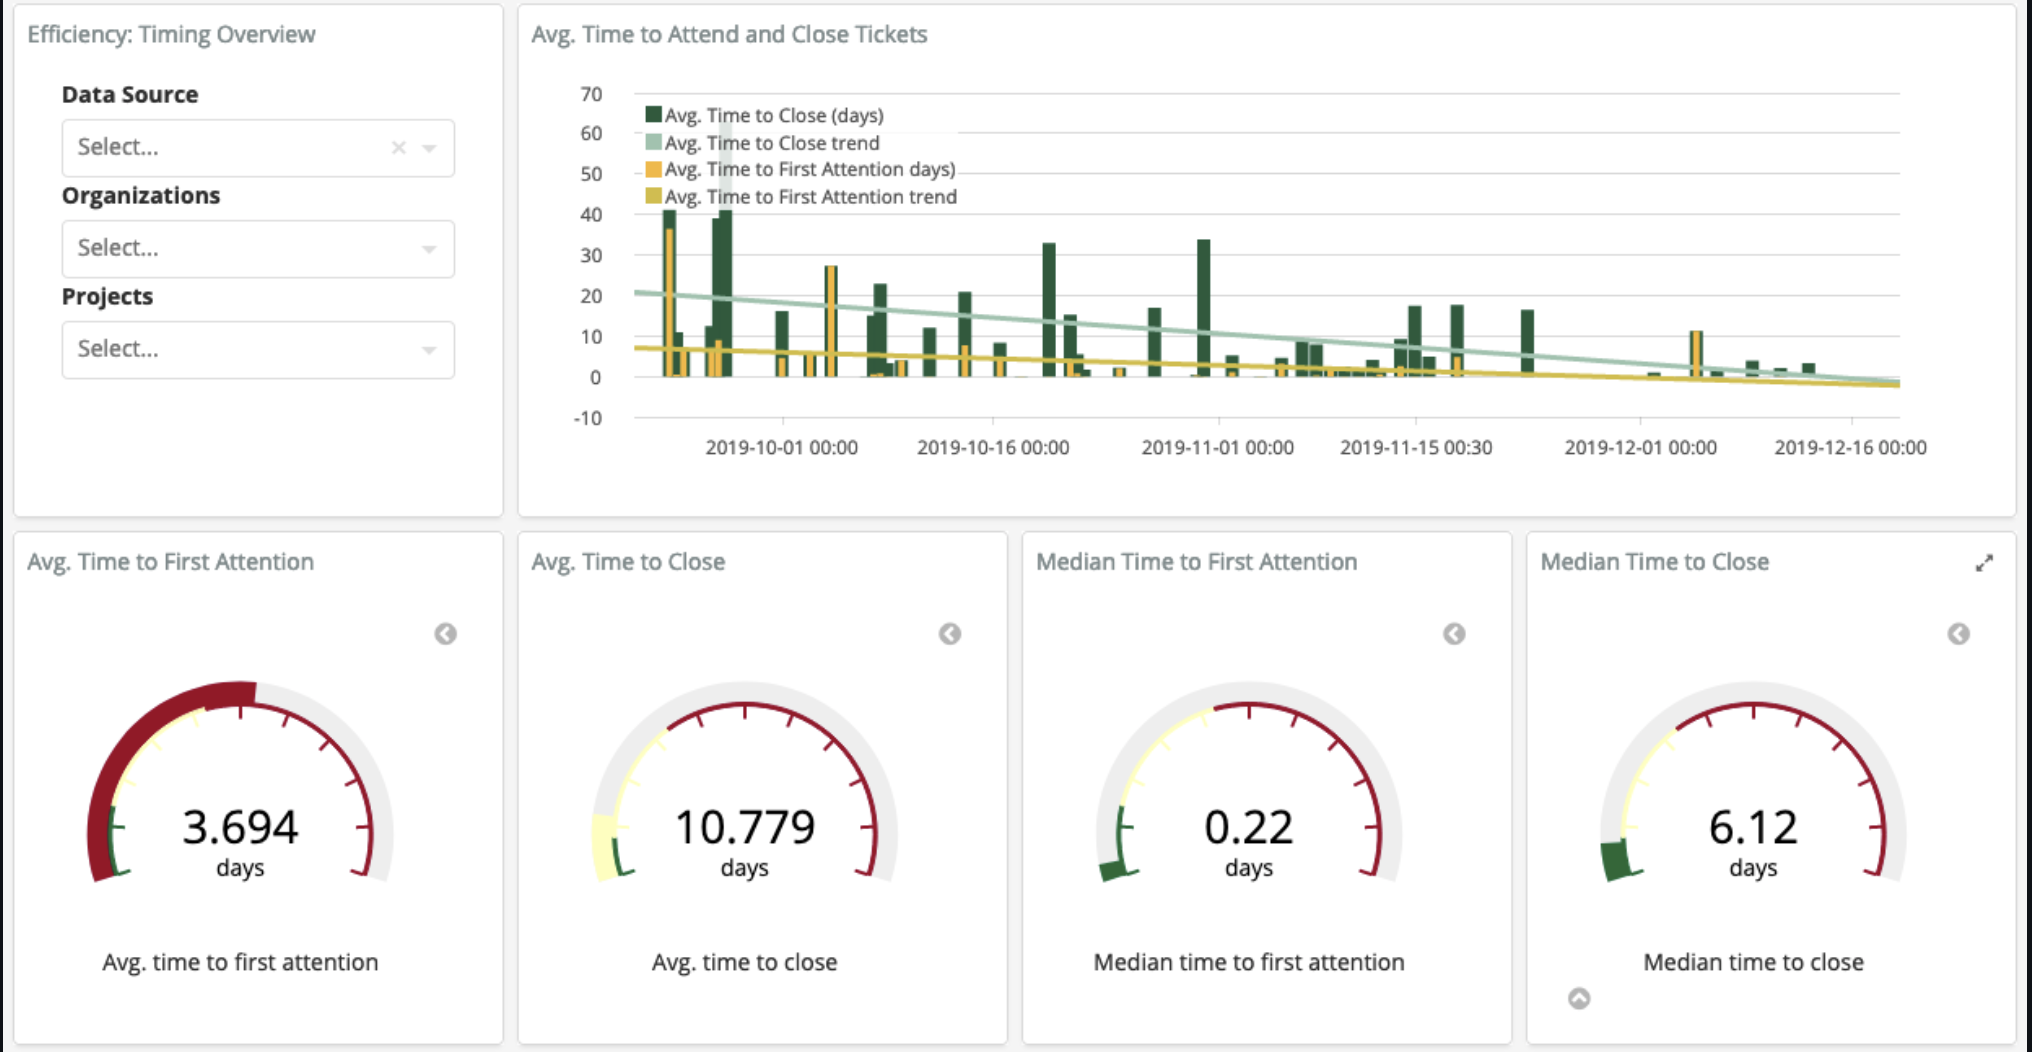 Efficiency: Timing Overview
Data Source
Select...
Organizations
Select...
Projects
Select...
Avg. Time to Attend and Close Tickets
70
60
50
40
30
20
10
0
-10
Avg. Time to Close (days)
Avg. Time to Close trend
Avg. Time to First Attention days)
Avg. Time to First Attention trend
2019-10-01 00:00 2019-10-16 00:00 2019-11-01 00:00 2019-11-15 00:30 2019-12-01 00:00 2019-12-16 00:00
Avg. Time to First Attention
3.694
days
Avg. time to first attention
Avg. Time to Close
10.779
days
Avg. time to close
Median Time to First Attention
0.22
days
Median time to first attention
Median Time to Close
6.12
days
Median time to close